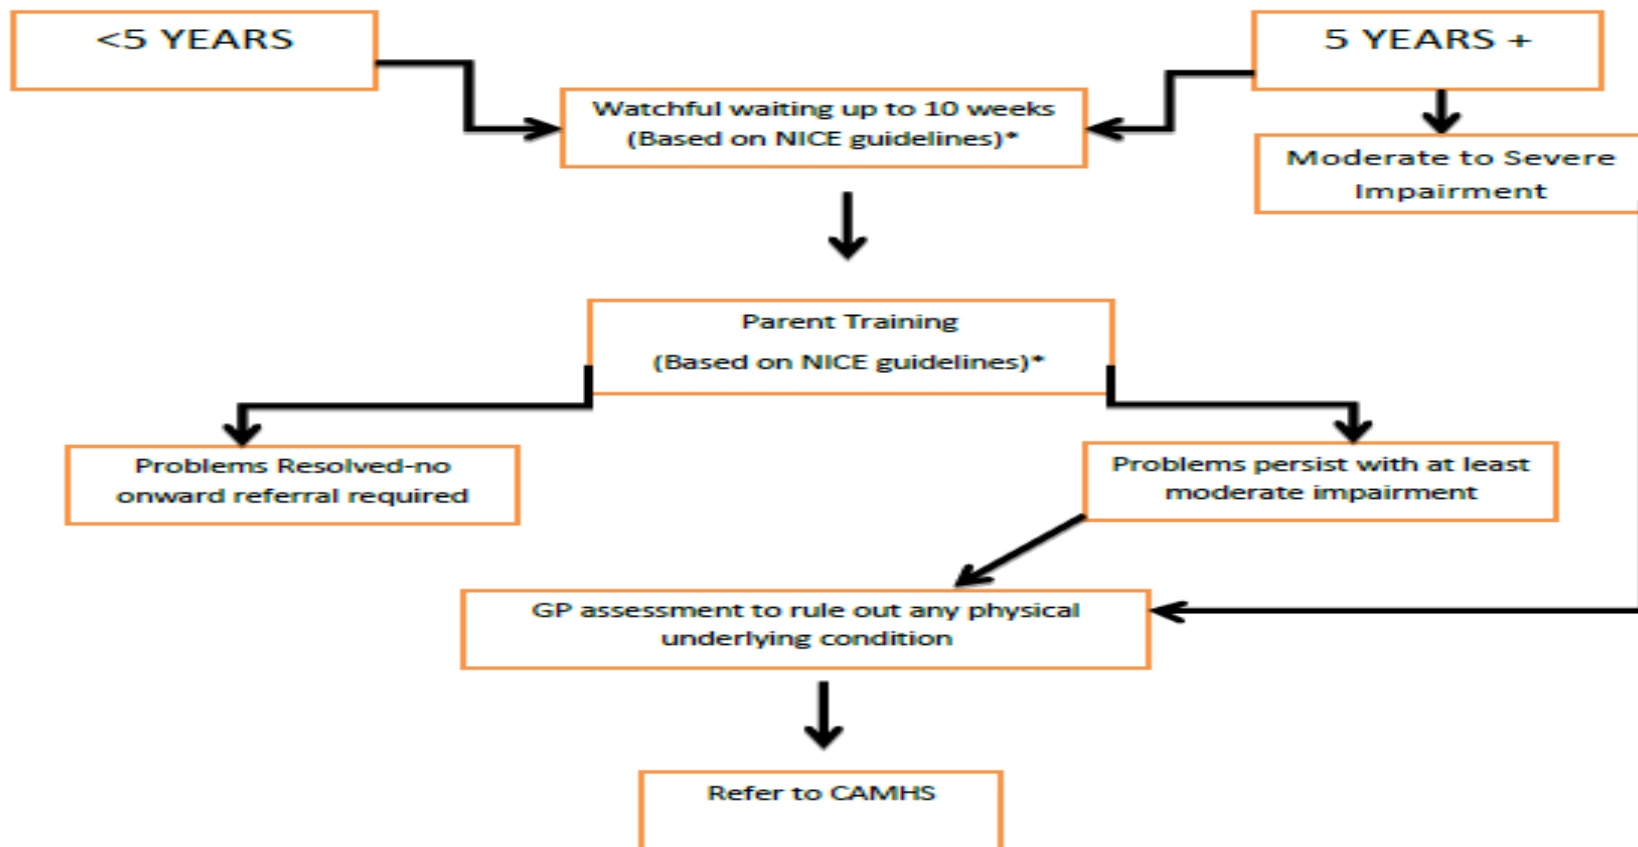 <5 YEARS
5 YEARS +
Watchful waiting up to 10 weeks
(Based on NICE guidelines)*
Moderate to Severe
Impairment
Parent Training
(Based on NICE guidelines)*
Problems Resolved-no
onward referral required
Problems persist with at least
moderate impairment
GP assessment to rule out any physical
underlying condition
Refer to CAMHS